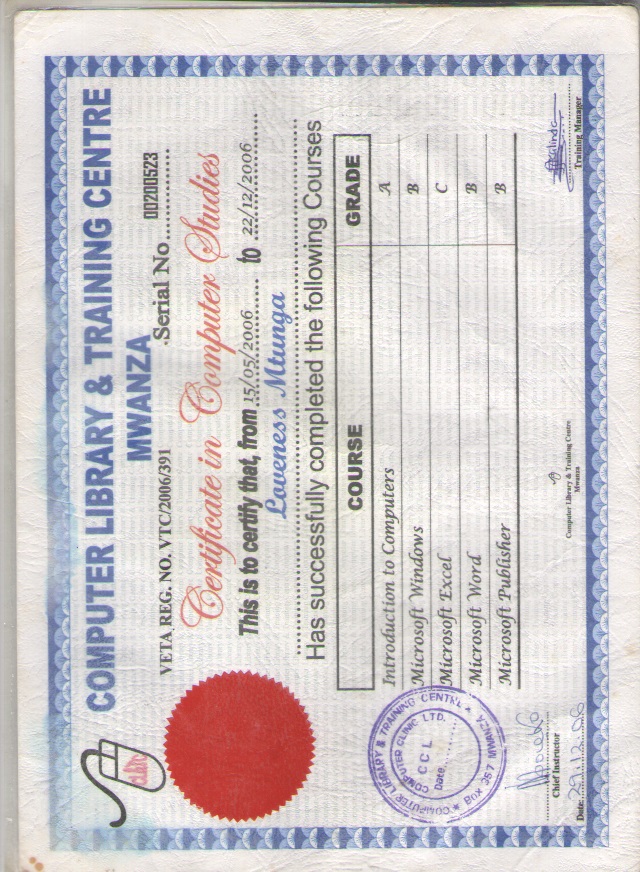 COMPUTER LIBRARY & TRAINING CENTRE
MWANZA
VETA REG. NO. VTC/2006/391 Serial No. 00200523
Certificate in Computer Studies
This is to certify that, from 15/05/2006 to 22/12/2006
Loveness Mtunga
Has successfully completed the following Courses
COURSE GRADE
Introduction to Computers A
Microsoft Windows B
Microsoft Excel C
Microsoft Word B
Microsoft Publisher B
COMPUTER LIBRARY & TRAINING CENTRE
COMPUTER CLINIC LTD.
CCL
Date
BOX 357 MWANZA
Chief Instructor
Date: 29.12.06
Computer Library & Training Centre
Mwanza
Training Manager